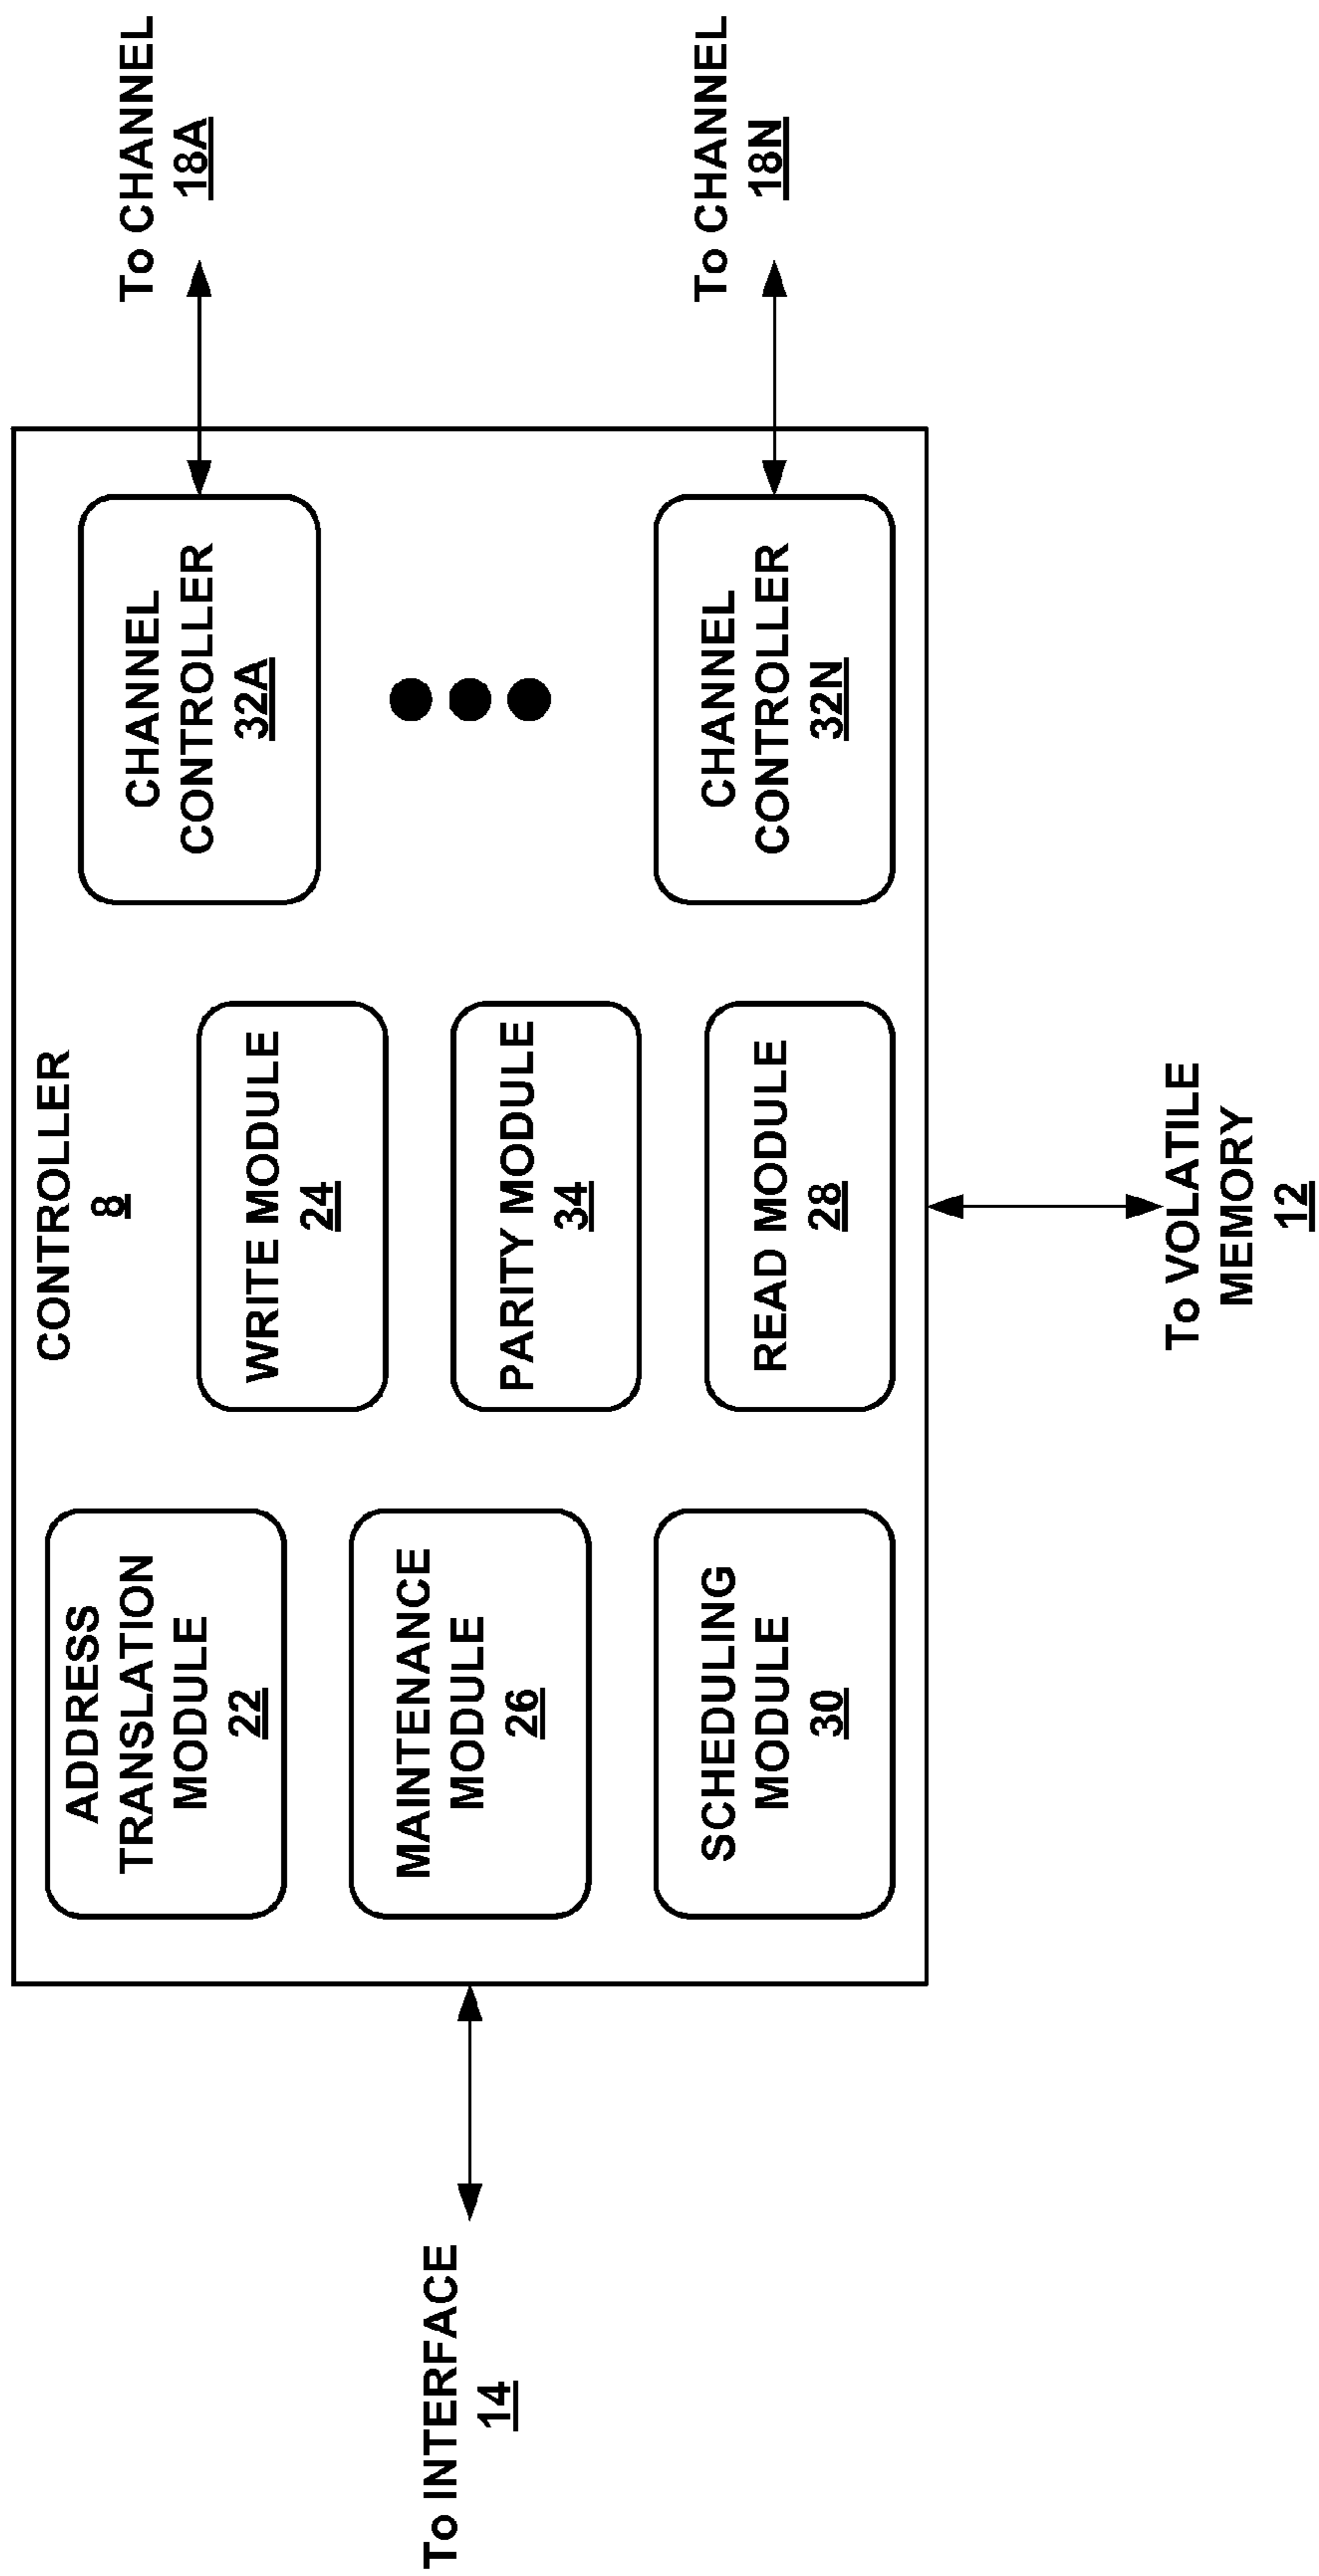 CONTROLLER
8
ADDRESS
TRANSLATION
MODULE
22
MAINTENANCE
MODULE
26
SCHEDULING
MODULE
30
WRITE MODULE
24
PARITY MODULE
34
READ MODULE
28
CHANNEL
CONTROLLER
32A
CHANNEL
CONTROLLER
32N
To INTERFACE
14
To CHANNEL
18A
To CHANNEL
18N
To VOLATILE
MEMORY
12